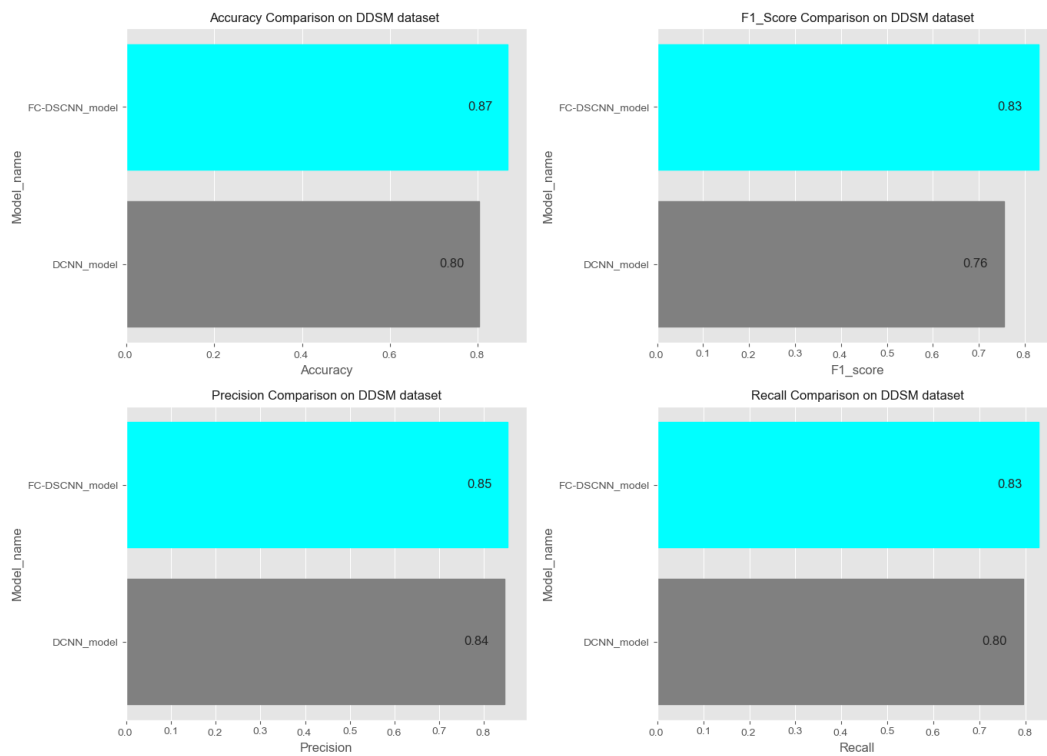 Accuracy Comparison on DDSM dataset
Model_name
FC-DSCNN_model
0.87
DCNN_model
0.80
0.0 0.2 0.4 0.6 0.8
Accuracy
F1_Score Comparison on DDSM dataset
Model_name
FC-DSCNN_model
0.83
DCNN_model
0.76
0.0 0.1 0.2 0.3 0.4 0.5 0.6 0.7 0.8
F1_score
Precision Comparison on DDSM dataset
Model_name
FC-DSCNN_model
0.85
DCNN_model
0.84
0.0 0.1 0.2 0.3 0.4 0.5 0.6 0.7 0.8
Precision
Recall Comparison on DDSM dataset
Model_name
FC-DSCNN_model
0.83
DCNN_model
0.80
0.0 0.1 0.2 0.3 0.4 0.5 0.6 0.7 0.8
Recall